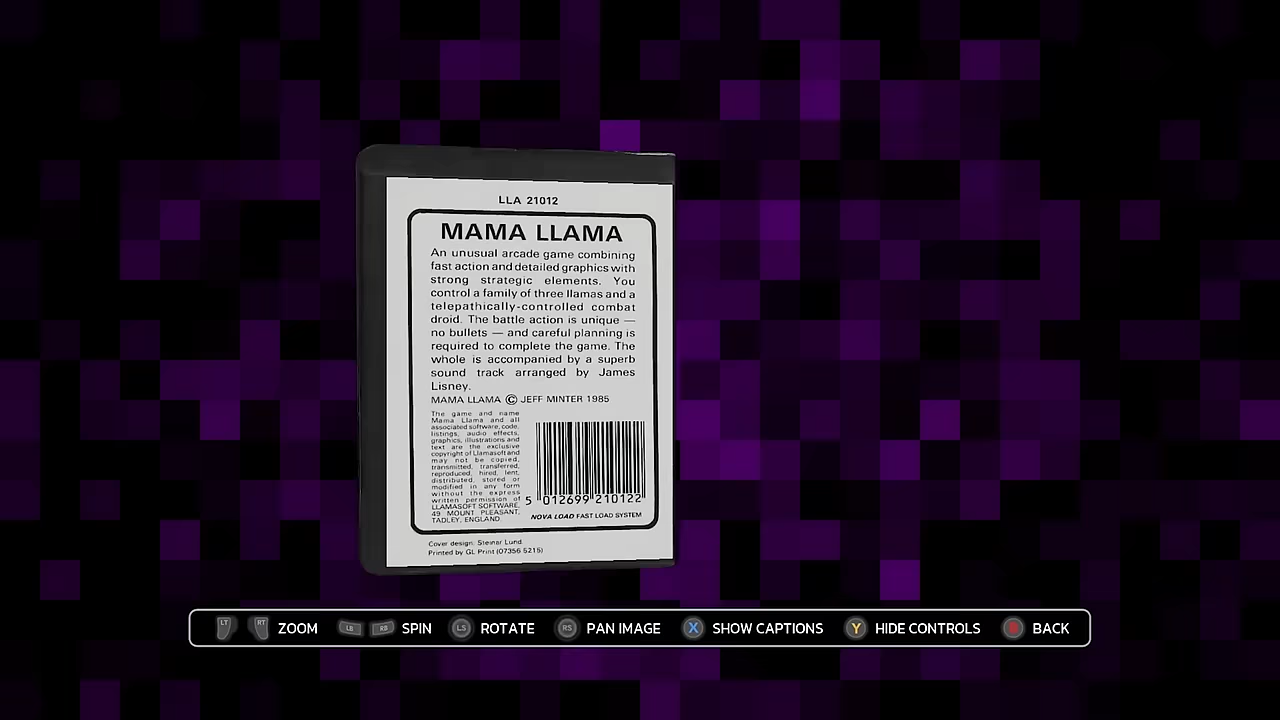 LLA 21012
MAMA LLAMA
An unusual arcade game combining
fast action and detailed graphics with
strong strategic elements. You
control a family of three llamas and a
telepathically-controlled combat
droid. The battle action is unique —
no bullets — and careful planning is
required to complete the game. The
whole is accompanied by a superb
sound track arranged by James
Lisney.
MAMA LLAMA © JEFF MINTER 1985
The game and name
Mama Llama and all
associated software, code,
listings, audio effects,
graphics, illustrations and
text are the exclusive
copyright of Llamasoft and
may not be copied,
transmitted, transferred,
reproduced, hired, lent,
distributed, stored or
modified in any form
without the express
written permission of
LLAMASOFT SOFTWARE,
49 MOUNT PLEASANT,
TADLEY, ENGLAND.
5 012699 210122
NOVA LOAD FAST LOAD SYSTEM
Cover design: Steinar Lund.
Printed by GL Print (07356 5215)
LT RT ZOOM LB RB SPIN LS ROTATE RS PAN IMAGE X SHOW CAPTIONS Y HIDE CONTROLS B BACK